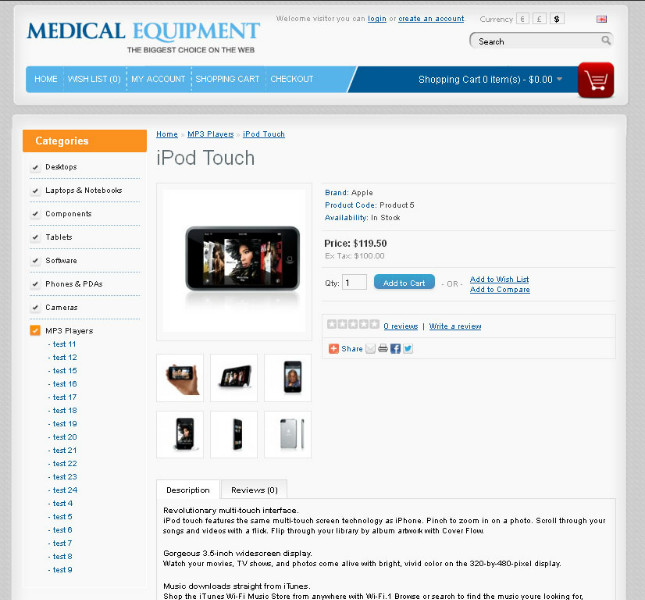 MEDICAL EQUIPMENT
THE BIGGEST CHOICE ON THE WEB
Welcome visitor you can login or create an account.
Currency € £ $
Search
HOME WISH LIST (0) MY ACCOUNT SHOPPING CART CHECKOUT
Shopping Cart 0 item(s) - $0.00
Categories
Desktops
Laptops & Notebooks
Components
Tablets
Software
Phones & PDAs
Cameras
MP3 Players
- test 11
- test 12
- test 15
- test 16
- test 17
- test 18
- test 19
- test 20
- test 21
- test 22
- test 23
- test 24
- test 4
- test 5
- test 6
- test 7
- test 8
- test 9
Home » MP3 Players » iPod Touch
iPod Touch
Brand: Apple
Product Code: Product 5
Availability: In Stock
Price: $119.50
Ex Tax: $100.00
Qty: 1 Add to Cart - OR - Add to Wish List
Add to Compare
0 reviews | Write a review
Share
Description Reviews (0)
Revolutionary multi-touch interface.
iPod touch features the same multi-touch screen technology as iPhone. Pinch to zoom in on a photo. Scroll through your
songs and videos with a flick. Flip through your library by album artwork with Cover Flow.
Gorgeous 3.5-inch widescreen display.
Watch your movies, TV shows, and photos come alive with bright, vivid color on the 320-by-480-pixel display.
Music downloads straight from iTunes.
Shop the iTunes Wi-Fi Music Store from anywhere with Wi-Fi.1 Browse or search to find the music youre looking for,